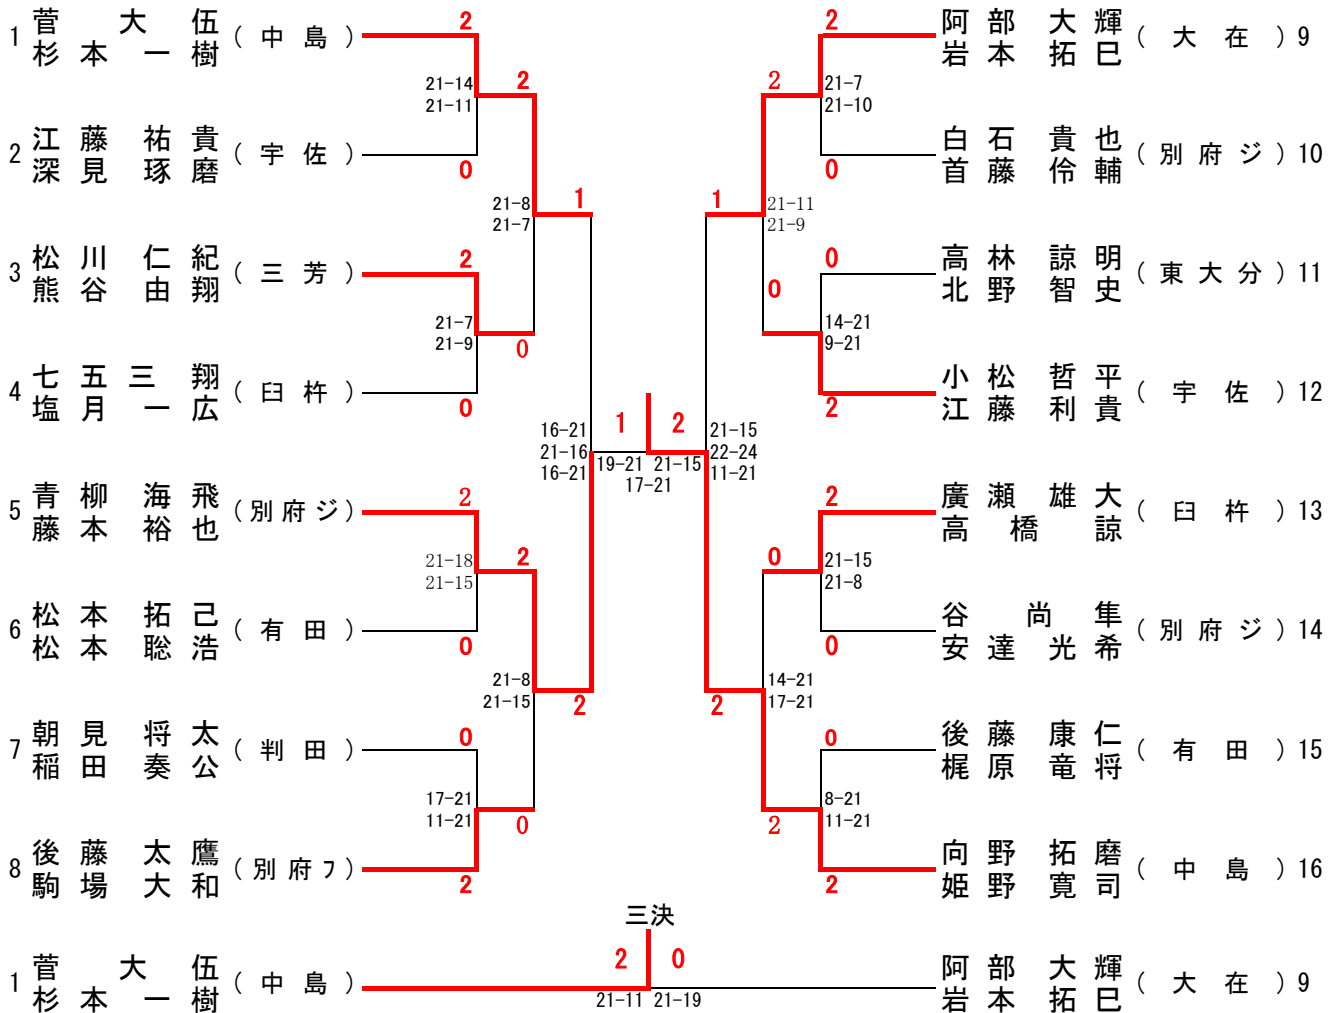 1 菅 大 伍 ( 中 島 ) 2
杉 本 一 樹
21-14 2
21-11
2 江 藤 祐 貴 ( 宇 佐 ) 0
深 見 琢 磨
21-8 1
21-7
3 松 川 仁 紀 ( 三 芳 ) 2
熊 谷 由 翔
21-7
21-9 0
4 七 五 三 翔 ( 臼 杵 ) 0
塩 月 一 広
16-21
21-16
16-21
5 青 柳 海 飛 ( 別 府 ジ ) 2
藤 本 裕 也
21-18 2
21-15
6 松 本 拓 己 ( 有 田 ) 0
松 本 聡 浩
21-8
21-15 2
7 朝 見 将 太 ( 判 田 ) 0
稲 田 奏 公
17-21
11-21 0
8 後 藤 太 鷹 ( 別 府 フ ) 2
駒 場 大 和
1 2
19-21 21-15
17-21
2 阿 部 大 輝 ( 大 在 ) 9
岩 本 拓 巳
2 21-7
21-10
0 白 石 貴 也 ( 別 府 ジ ) 10
首 藤 伶 輔
1 21-11
21-9
0 高 林 諒 明 ( 東 大 分 ) 11
北 野 智 史
0 14-21
9-21
2 小 松 哲 平 ( 宇 佐 ) 12
江 藤 利 貴
21-15
22-24
11-21
2 廣 瀬 雄 大 ( 臼 杵 ) 13
高 橋 諒
0 21-15
21-8
0 谷 尚 隼 ( 別 府 ジ ) 14
安 達 光 希
14-21
2 17-21
0 後 藤 康 仁 ( 有 田 ) 15
梶 原 竜 将
8-21
2 11-21
2 向 野 拓 磨 ( 中 島 ) 16
姫 野 寛 司
三決
1 菅 大 伍 ( 中 島 ) 2 0 阿 部 大 輝 ( 大 在 ) 9
杉 本 一 樹 21-11 21-19 岩 本 拓 巳